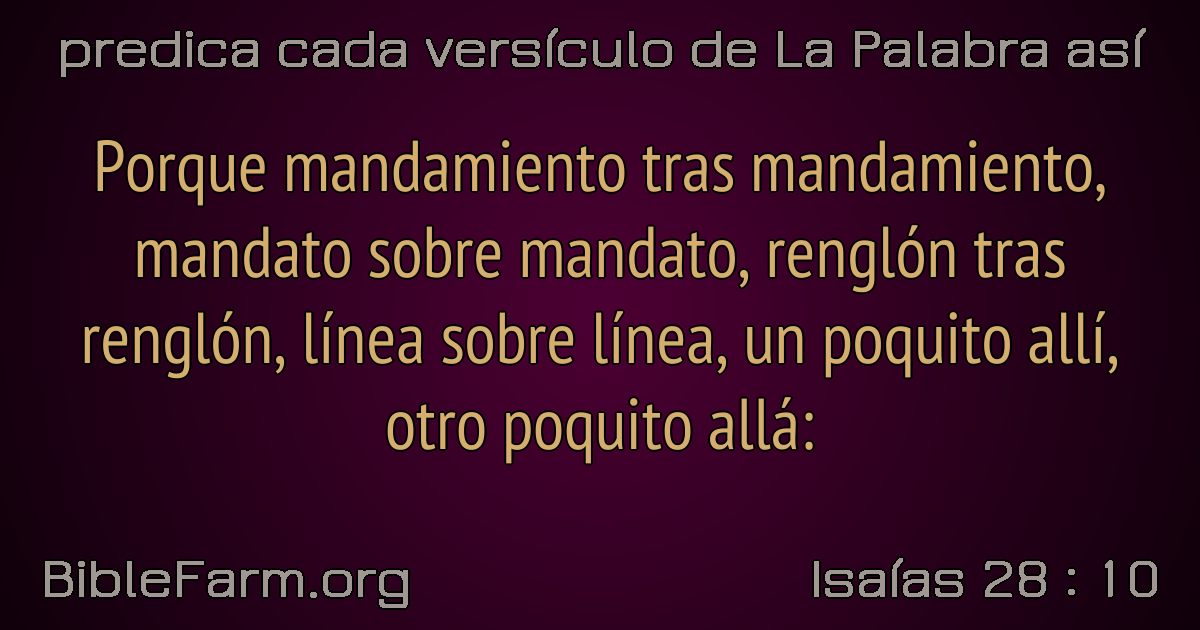 predica cada versículo de La Palabra así
Porque mandamiento tras mandamiento,
mandato sobre mandato, renglón tras
renglón, línea sobre línea, un poquito allí,
otro poquito allá:
BibleFarm.org
Isaías 28 : 10